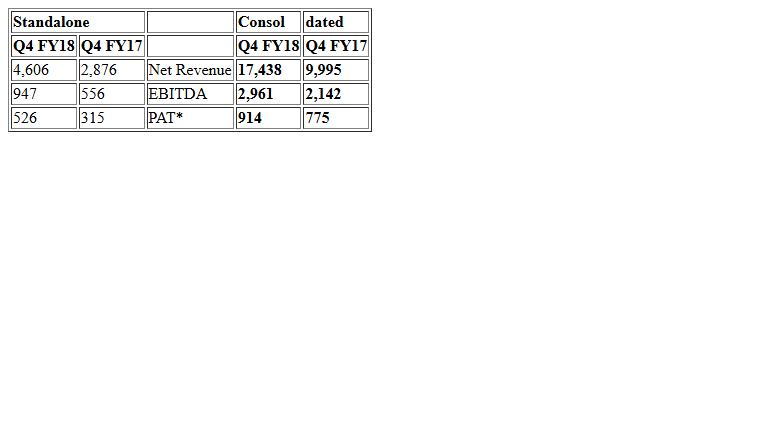 Standalone Consol dated
Q4 FY18 Q4 FY17 Q4 FY18 Q4 FY17
4,606 2,876 Net Revenue 17,438 9,995
947 556 EBITDA 2,961 2,142
526 315 PAT* 914 775